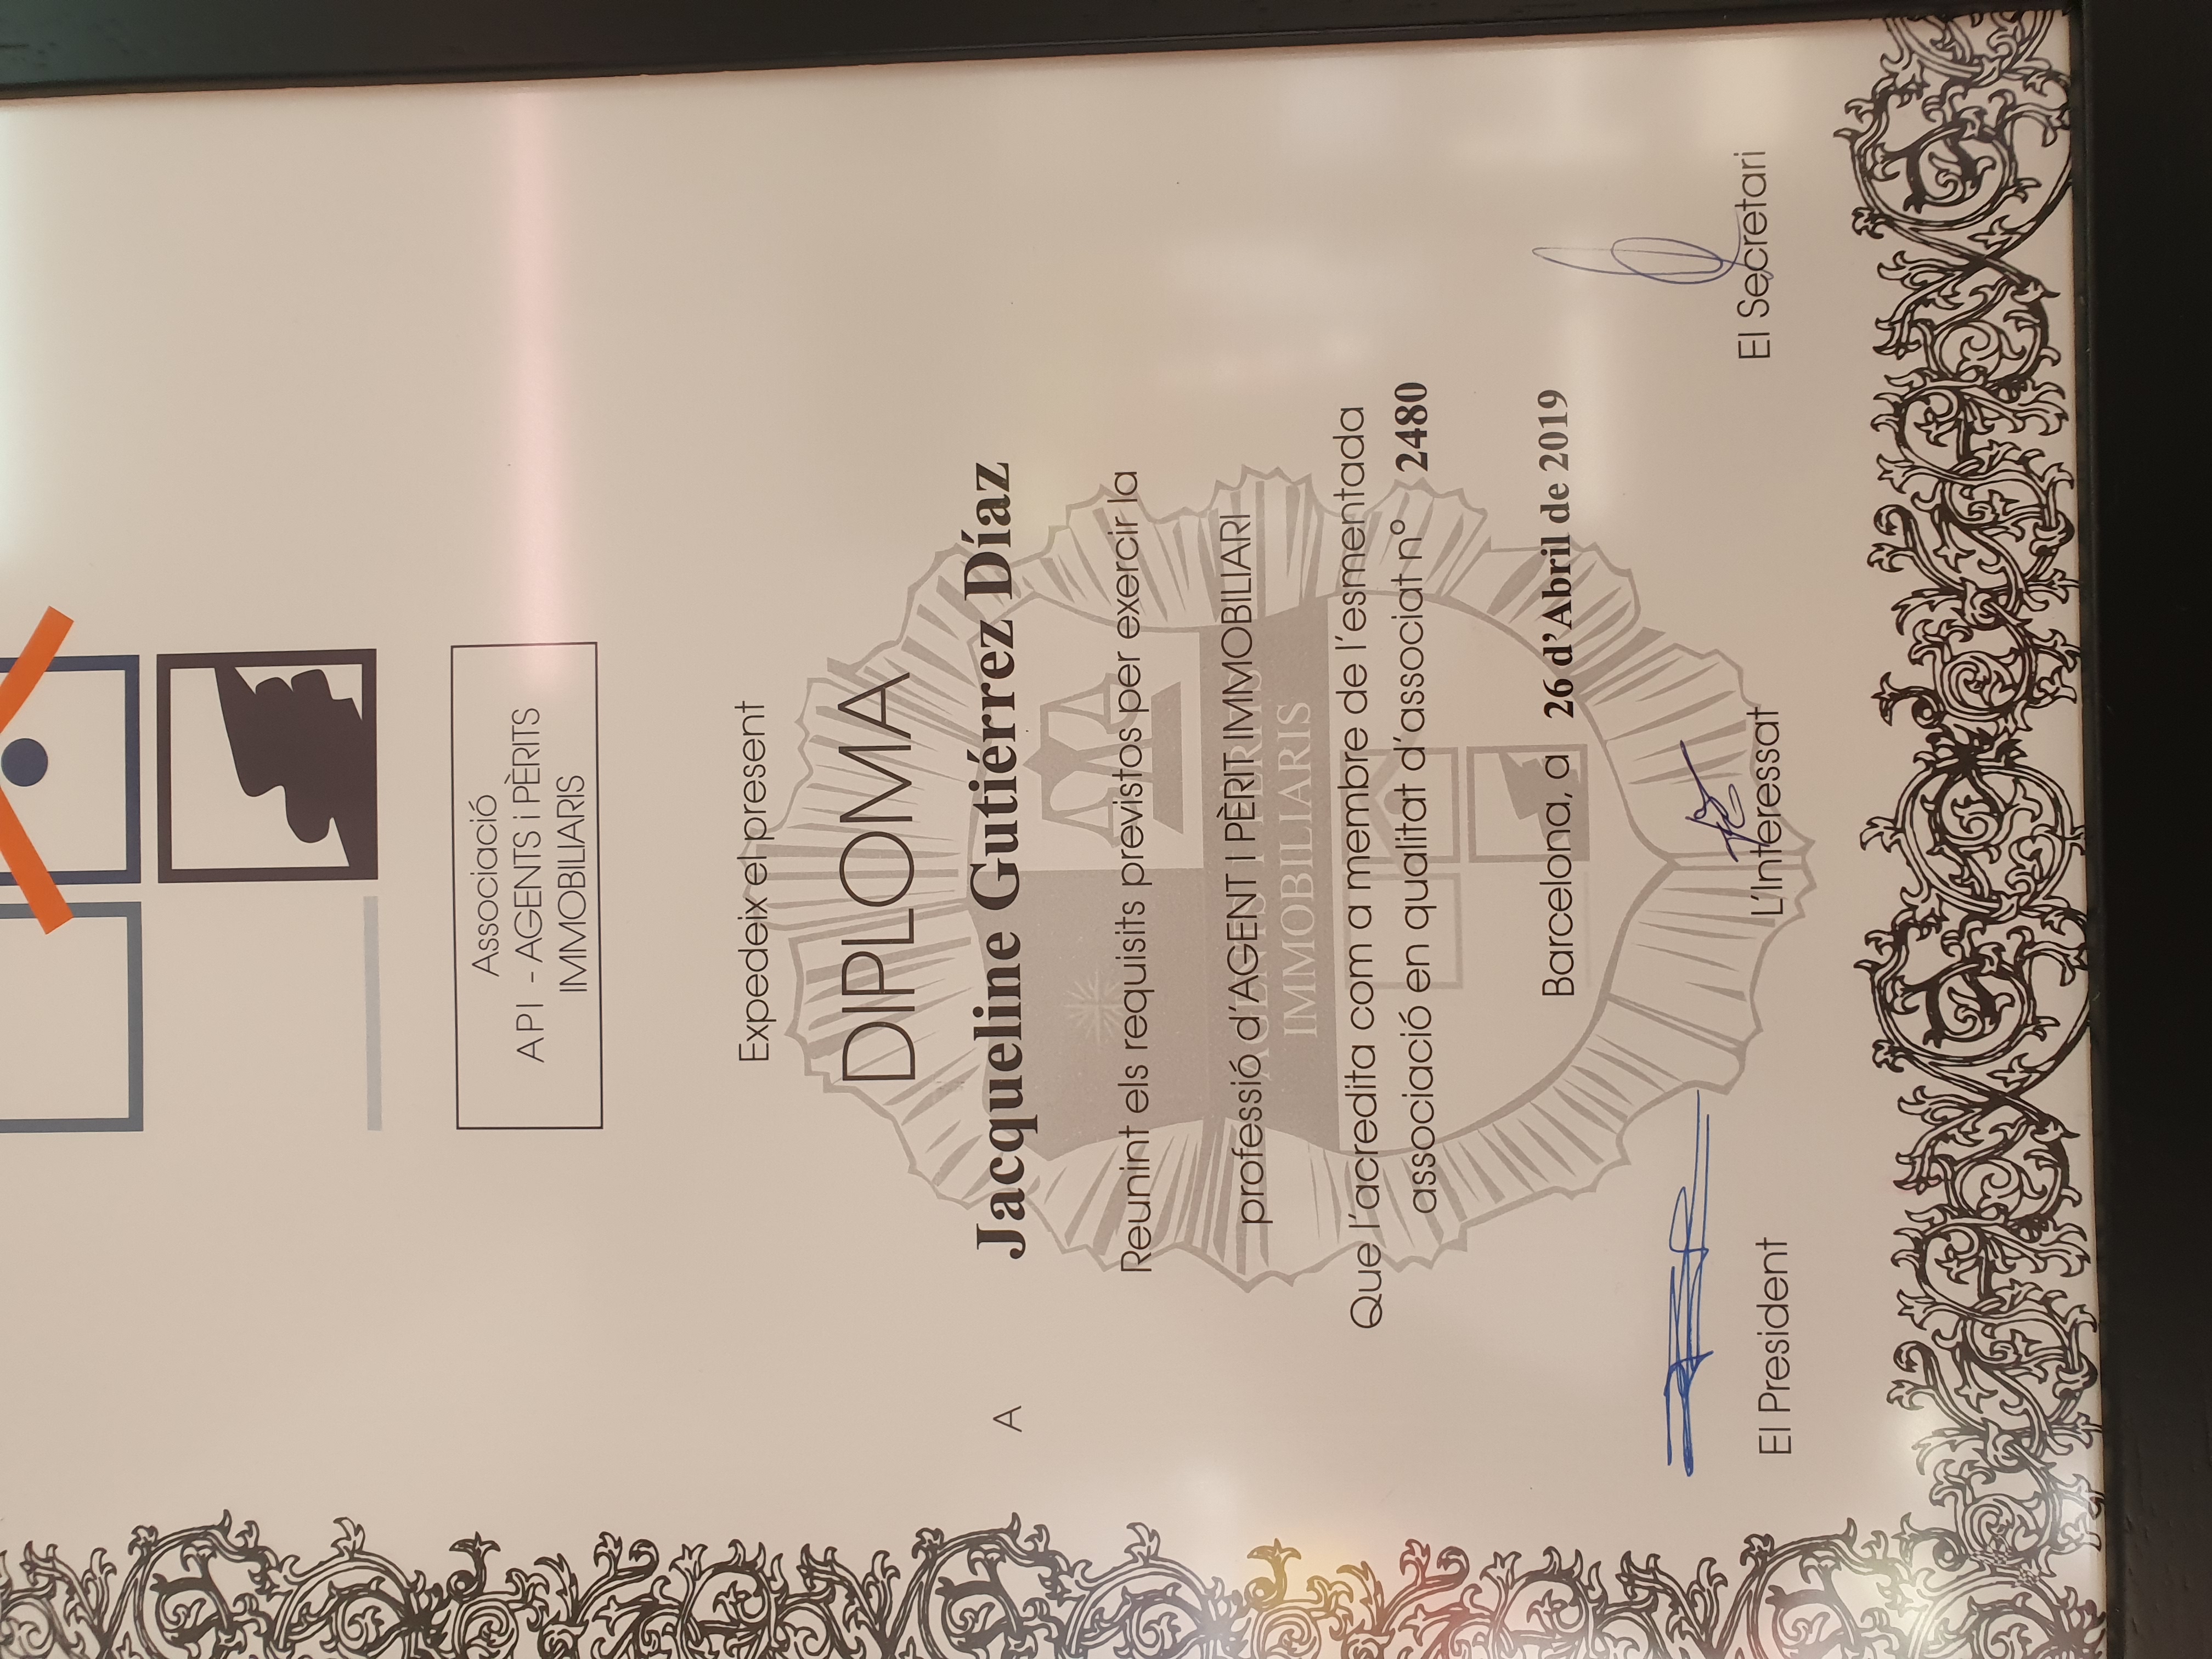 Associació
API - AGENTS i PÈRITS
IMMOBILIARIS
Expedeix el present
DIPLOMA
A Jacqueline Gutiérrez Díaz
Reunint els requisits previstos per exercir la
professió d'AGENT I PÈRIT IMMOBILIARI
IMMOBILIARIS
Que l'acredita com a membre de l'esmentada
associació en qualitat d'associat nº 2480
Barcelona, a 26 d'Abril de 2019
El President L'Interessat El Secretari